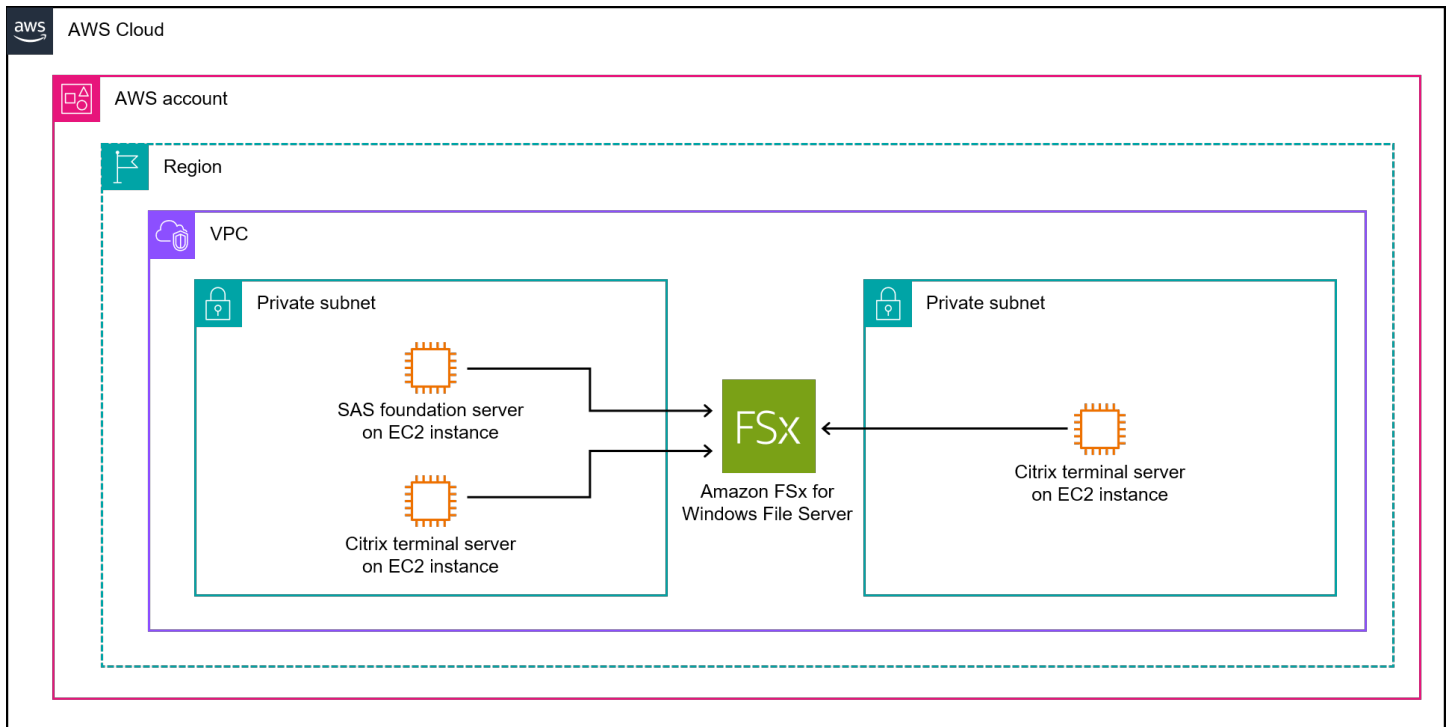 aws
AWS Cloud
AWS account
Region
VPC
Private subnet
SAS foundation server
on EC2 instance
Citrix terminal server
on EC2 instance
FSx
Amazon FSx for
Windows File Server
Private subnet
Citrix terminal server
on EC2 instance